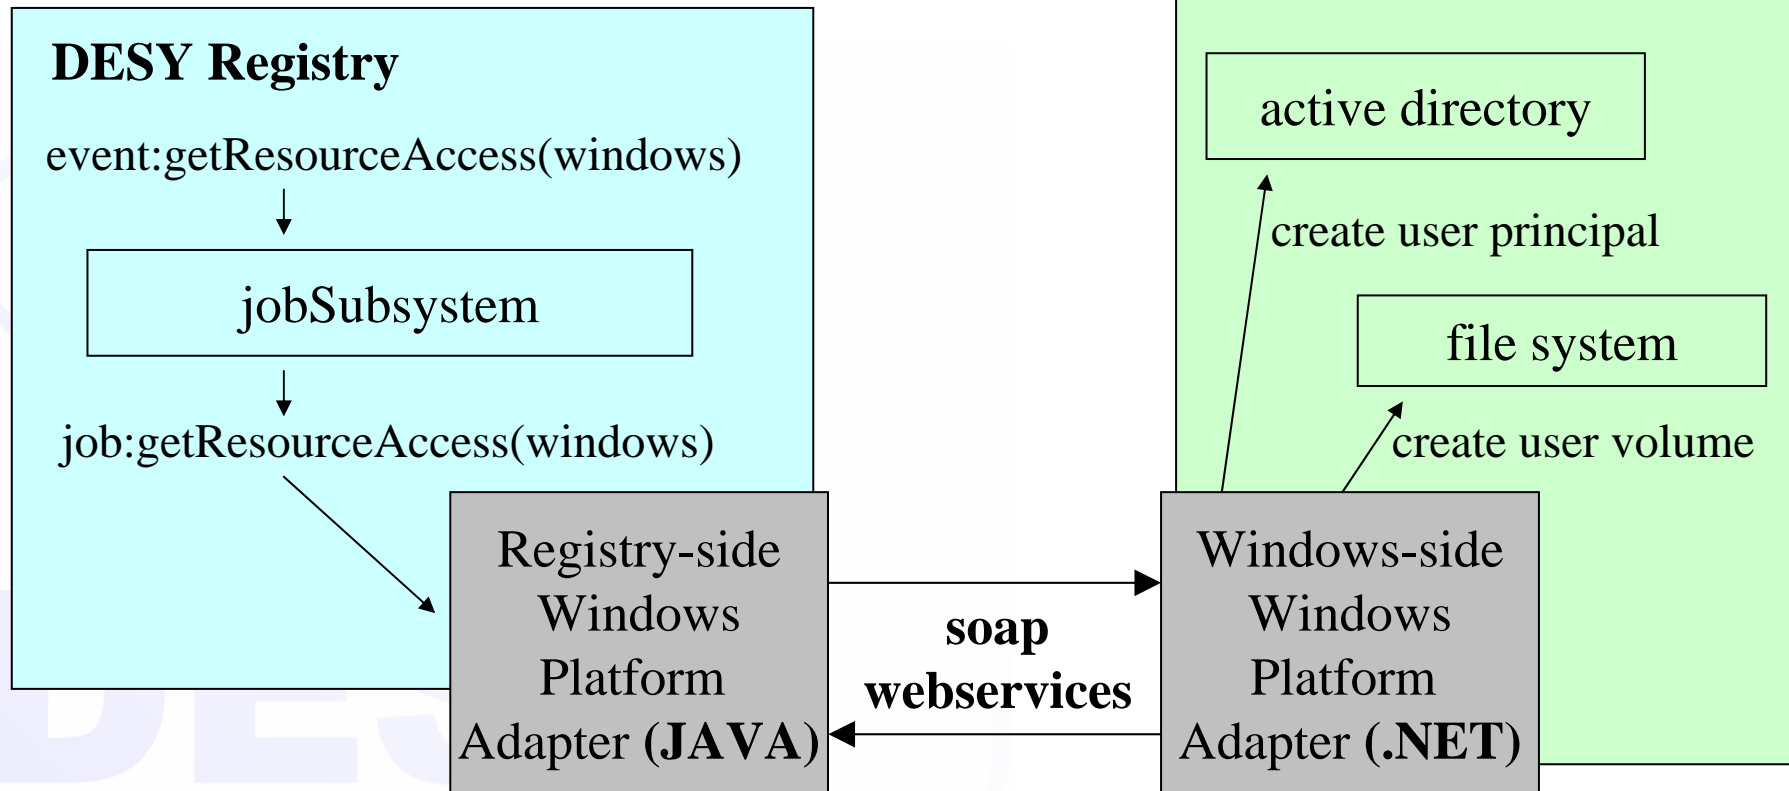 DESY Registry
event:getResourceAccess(windows)
jobSubsystem
job:getResourceAccess(windows)
Registry-side
Windows
Platform
Adapter (JAVA)
soap
webservices
active directory
create user principal
file system
create user volume
Windows-side
Windows
Platform
Adapter (.NET)
DES